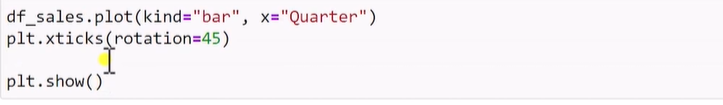 df_sales.plot(kind="bar", x="Quarter")
plt.xticks(rotation=45)
plt.show()